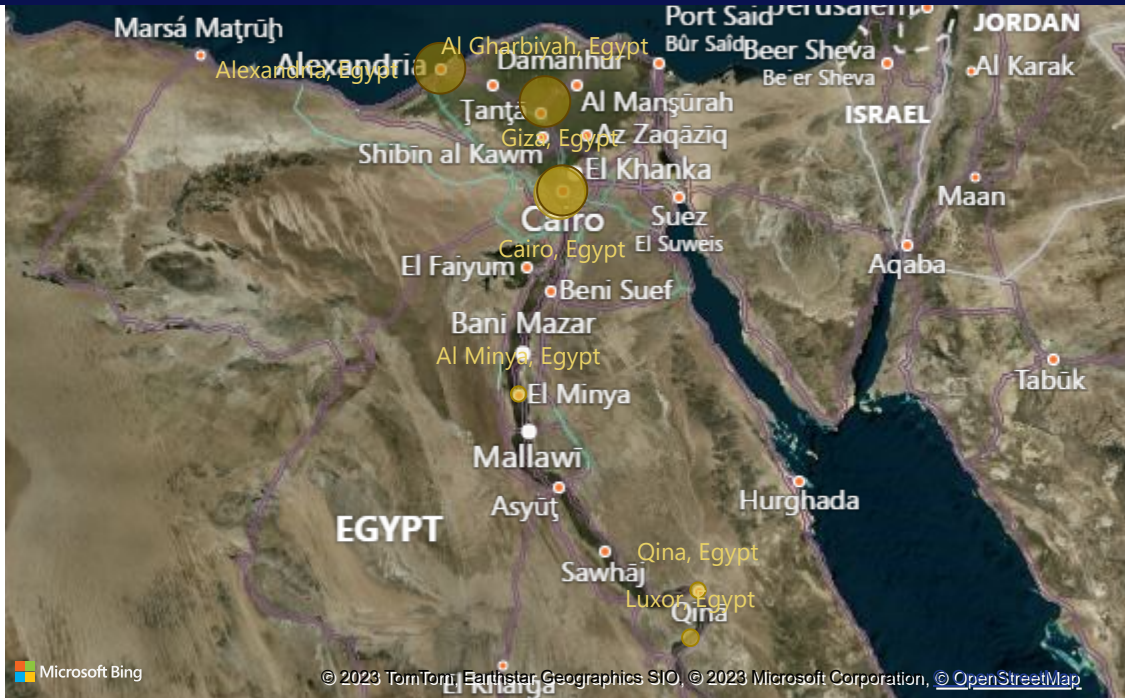 Port Said
Jerusalem
JORDAN
Marsá Maţrūḩ
Bûr Saîd
Al Gharbiyah, Egypt
Beer Sheva
Alexandria
Damanhūr
Al Karak
Alexandria, Egypt
Be'er Sheva
Ţanţā
Al Manşūrah
ISRAEL
Giza, Egypt
Az Zaqāzīq
Shibīn al Kawm
El Khanka
Maan
Cairo
Suez
El Suweis
Cairo, Egypt
El Faiyum
Aqaba
Beni Suef
Bani Mazar
Al Minya, Egypt
Tabūk
El Minya
Mallawī
Asyūţ
Hurghada
EGYPT
Qina, Egypt
Sawhāj
Luxor, Egypt
Qinā
Microsoft Bing
© 2023 TomTom, Earthstar Geographics SIO, © 2023 Microsoft Corporation, © OpenStreetMap
El Kharga